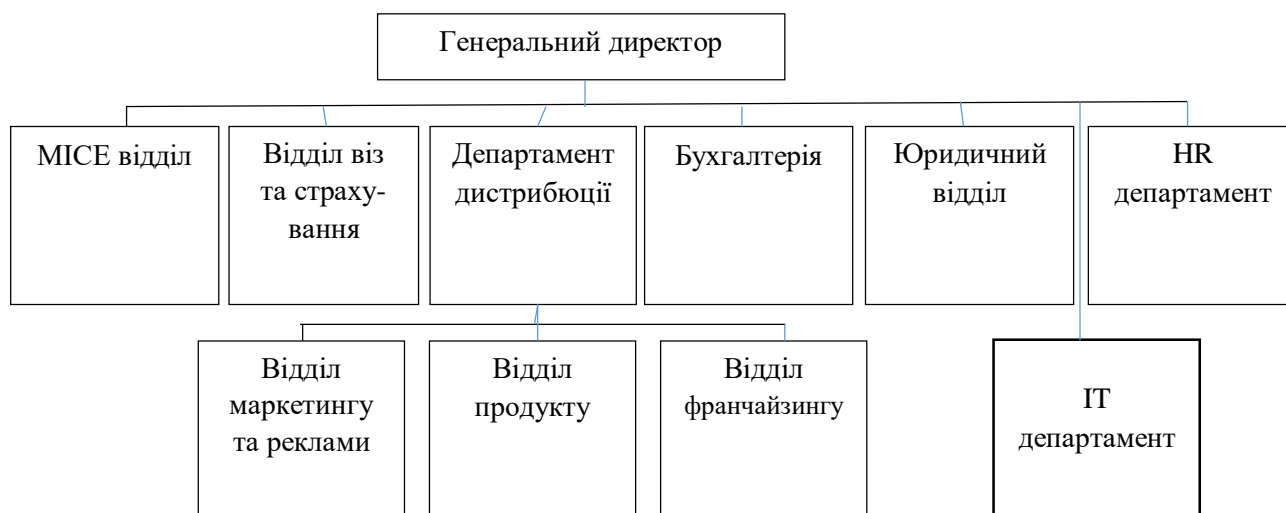 Генеральний директор
MICE відділ
Відділ віз
та страху-
вання
Департамент
дистрибюції
Бухгалтерія
Юридичний
відділ
HR
департамент
Відділ
маркетингу
та реклами
Відділ
продукту
Відділ
франчайзингу
IT
департамент